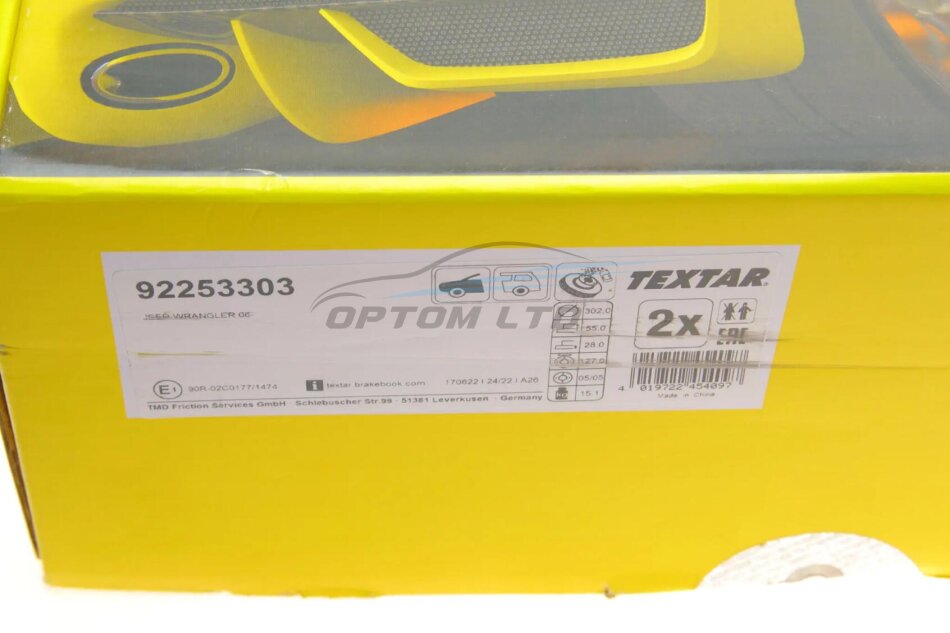 92253303
TEXTAR
JEEP WRANGLER 06-
OPTOM LTD
2x
302,0
55.0
28.0
127.0
05/05
15.1
EAC
E1 90R-02C0177/1474
i textar brakebook.com
170622 I 24/22 I A26
TMD Friction Services GmbH · Schlebuscher Str.99 · 51381 Leverkusen · Germany
4 019722 454097
Made in China